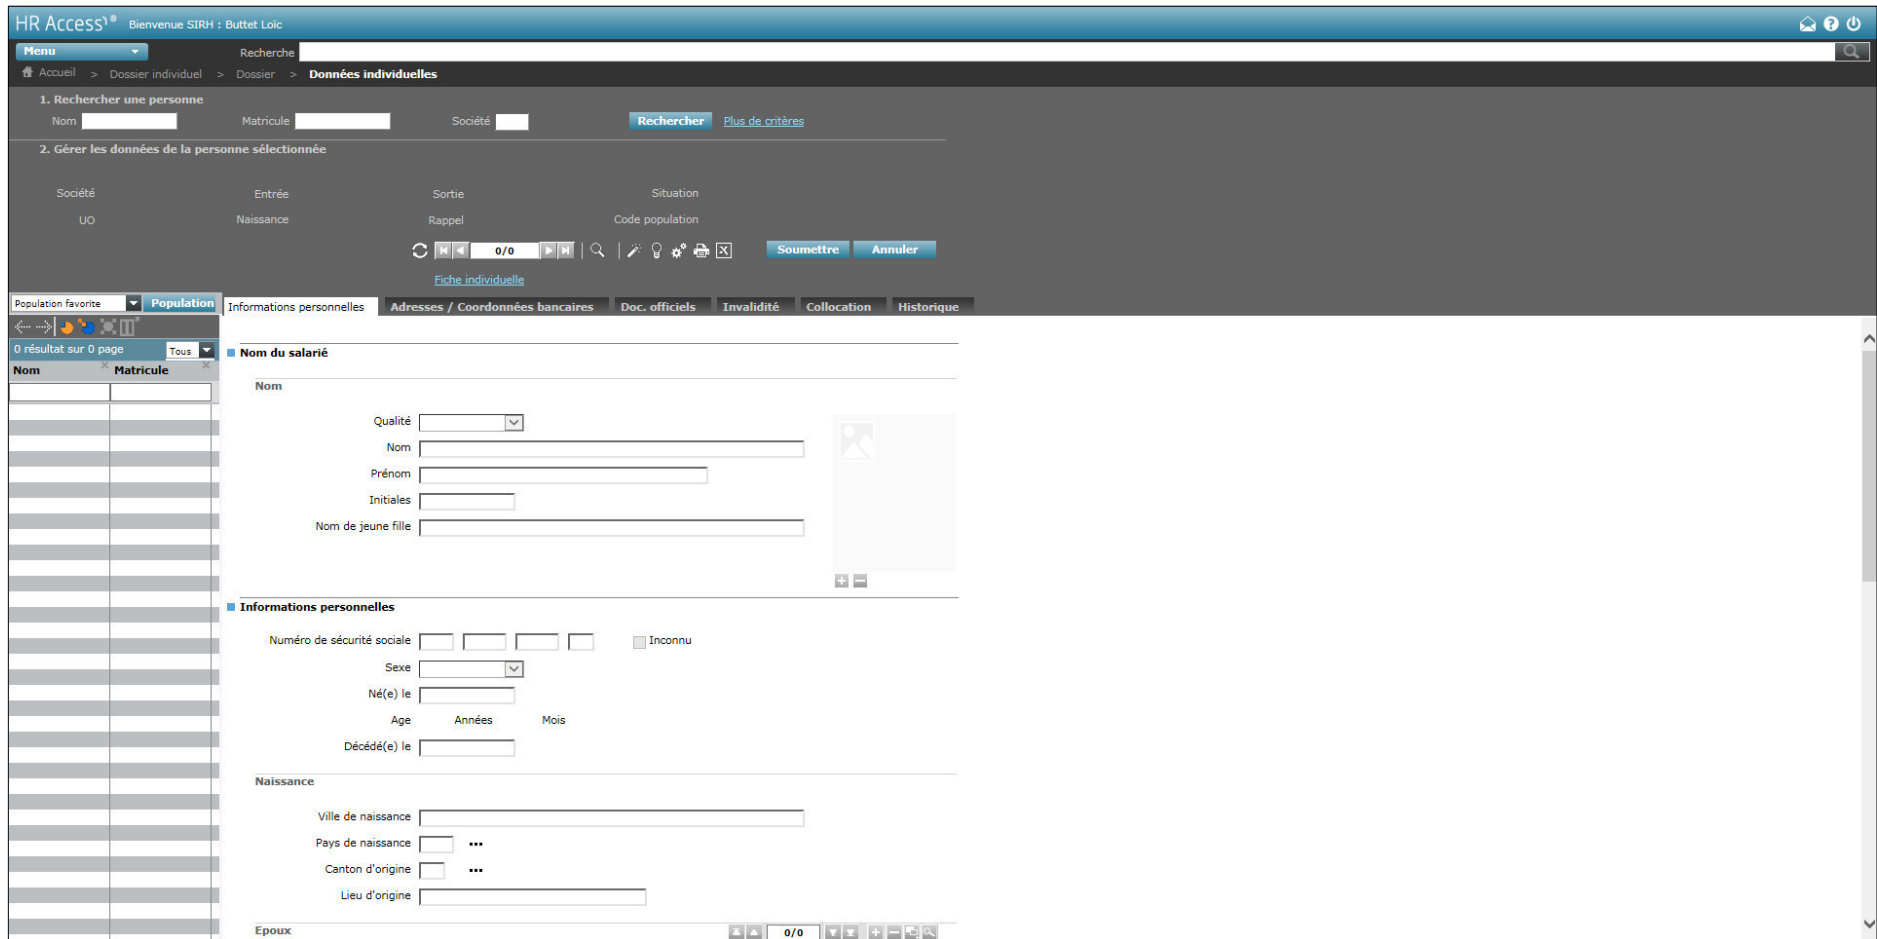 HR Access® Bienvenue SIRH : Buttet Loïc
Menu Recherche
Accueil > Dossier individuel > Dossier > Données individuelles
1. Rechercher une personne
Nom Matricule Société Rechercher Plus de critères
2. Gérer les données de la personne sélectionnée
Société Entrée Sortie Situation
UO Naissance Rappel Code population
0/0 Soumettre Annuler
Fiche individuelle
Population favorite Population Informations personnelles Adresses / Coordonnées bancaires Doc. officiels Invalidité Collocation Historique
0 résultat sur 0 page Tous
Nom Matricule
Nom du salarié
Nom
Qualité
Nom
Prénom
Initiales
Nom de jeune fille
Informations personnelles
Numéro de sécurité sociale Inconnu
Sexe
Né(e) le
Age Années Mois
Décédé(e) le
Naissance
Ville de naissance
Pays de naissance ...
Canton d'origine ...
Lieu d'origine
Epoux 0/0